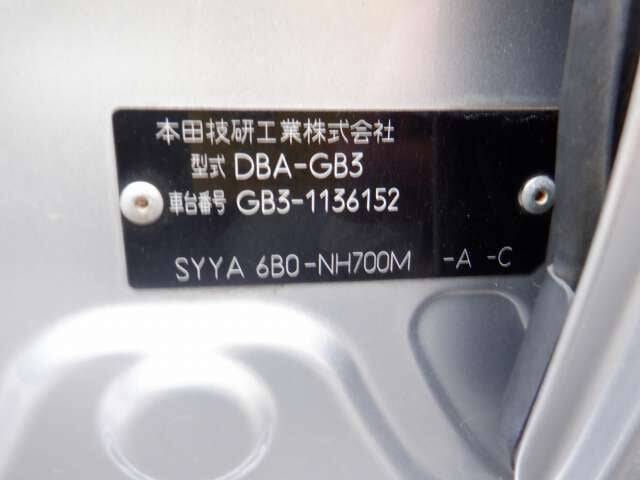 本田技研工業株式会社
型式 DBA-GB3
車台番号 GB3-1136152
SYYA 6B0-NH700M -A -C